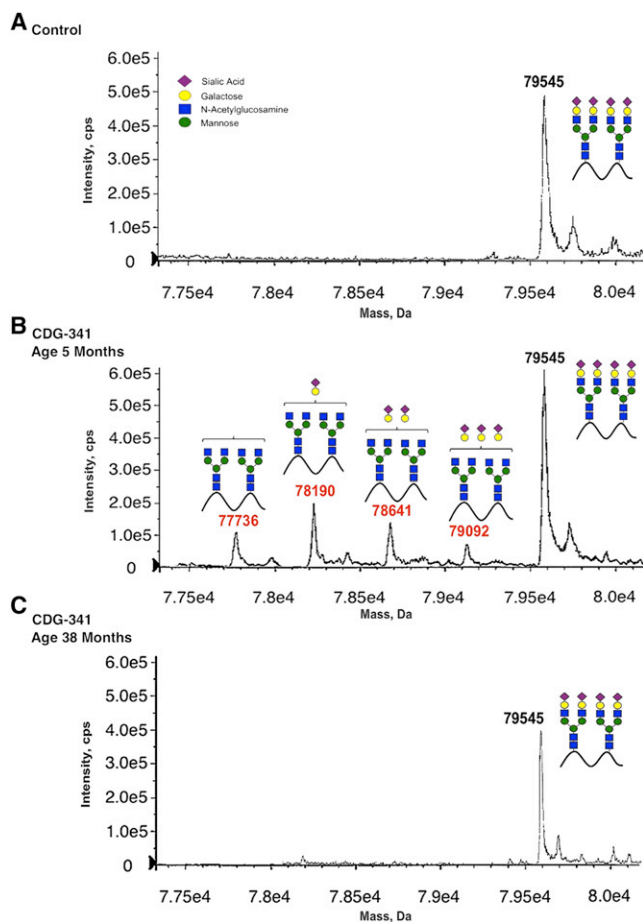 A Control
Intensity, cps
6.0e5
5.0e5
4.0e5
3.0e5
2.0e5
1.0e5
0
Sialic Acid
Galactose
N-Acetylglucosamine
Mannose
79545
7.75e4 7.8e4 7.85e4 7.9e4 7.95e4 8.0e4
Mass, Da
B CDG-341
Age 5 Months
Intensity, cps
6.0e5
5.0e5
4.0e5
3.0e5
2.0e5
1.0e5
0
77736
78190
78641
79092
79545
7.75e4 7.8e4 7.85e4 7.9e4 7.95e4 8.0e4
Mass, Da
C CDG-341
Age 38 Months
Intensity, cps
6.0e5
5.0e5
4.0e5
3.0e5
2.0e5
1.0e5
0
79545
7.75e4 7.8e4 7.85e4 7.9e4 7.95e4 8.0e4
Mass, Da